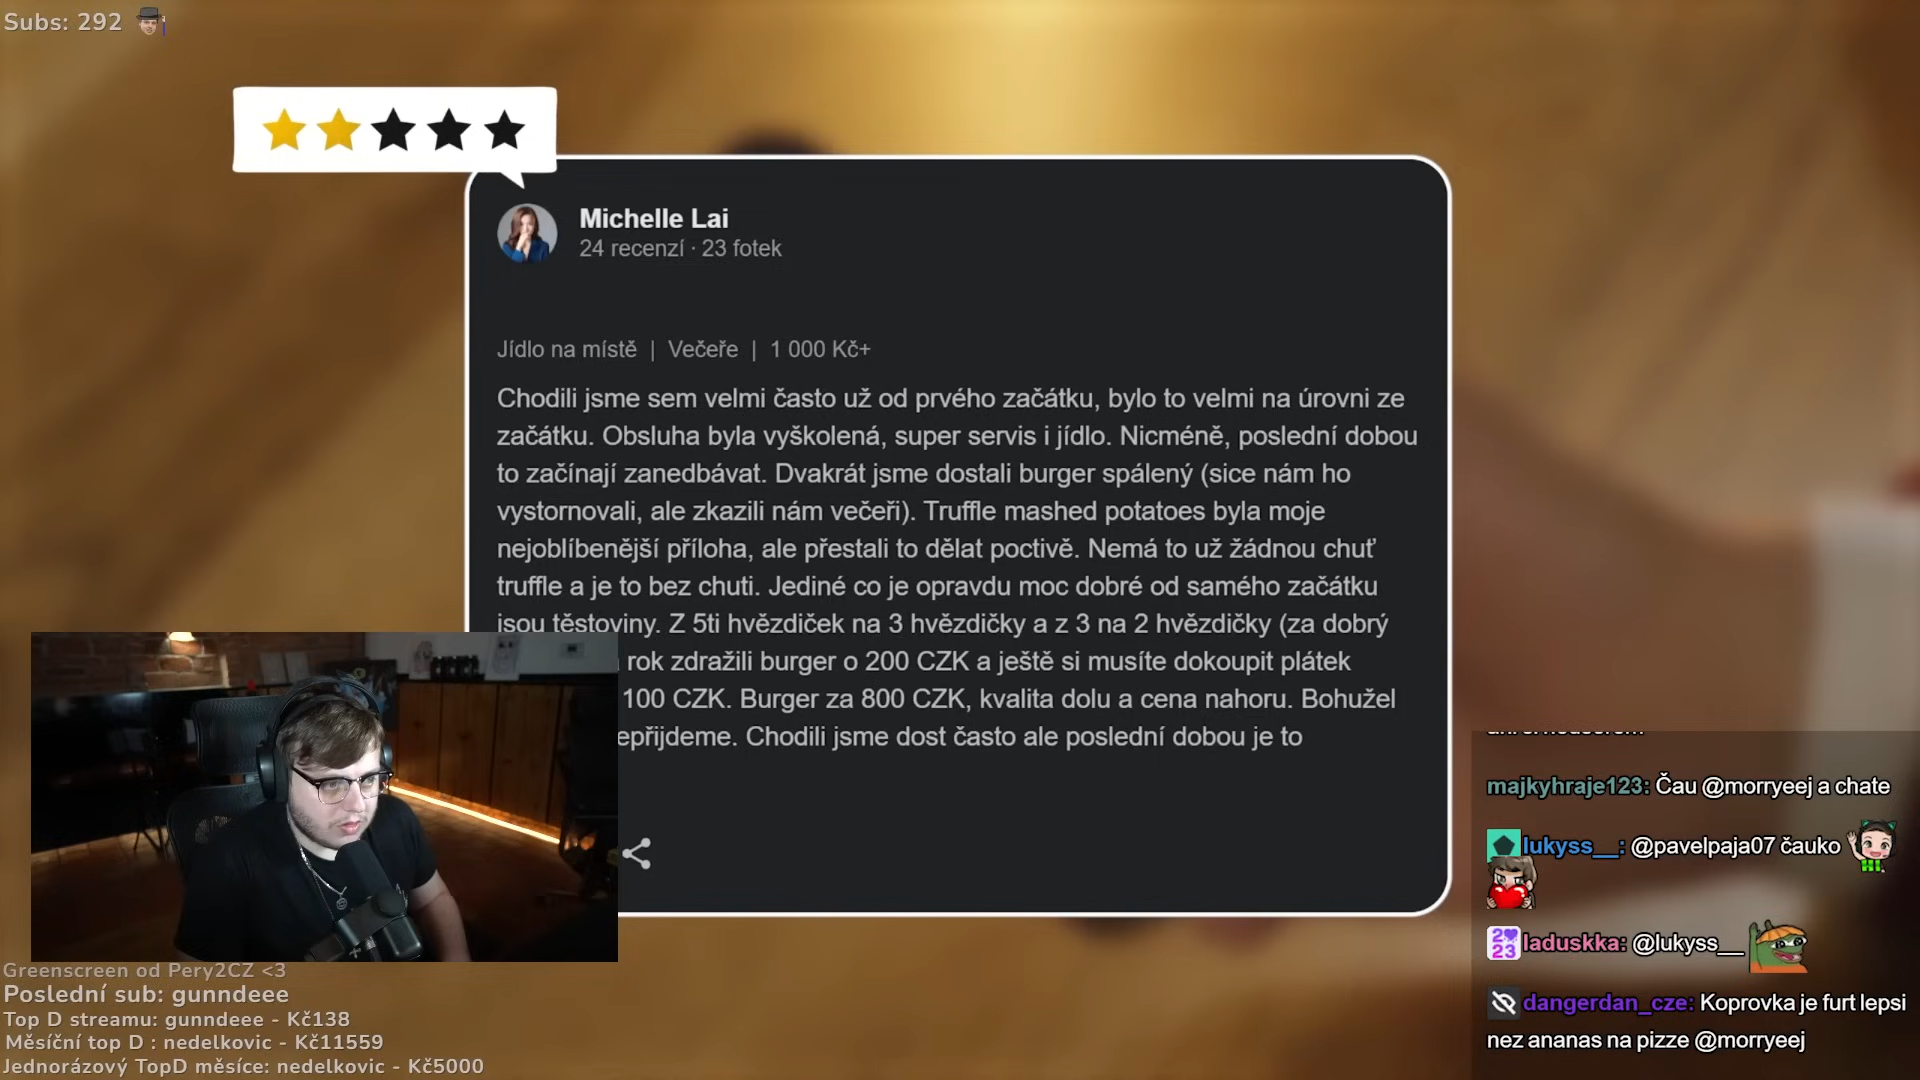 Subs: 292
Michelle Lai
24 recenzí · 23 fotek
Jídlo na místě | Večeře | 1 000 Kč+
Chodili jsme sem velmi často už od prvého začátku, bylo to velmi na úrovni ze
začátku. Obsluha byla vyškolená, super servis i jídlo. Nicméně, poslední dobou
to začínají zanedbávat. Dvakrát jsme dostali burger spálený (sice nám ho
vystornovali, ale zkazili nám večeři). Truffle mashed potatoes byla moje
nejoblíbenější příloha, ale přestali to dělat poctivě. Nemá to už žádnou chuť
truffle a je to bez chuti. Jediné co je opravdu moc dobré od samého začátku
jsou těstoviny. Z 5ti hvězdiček na 3 hvězdičky a z 3 na 2 hvězdičky (za dobrý
rok zdražili burger o 200 CZK a ještě si musíte dokoupit plátek
100 CZK. Burger za 800 CZK, kvalita dolu a cena nahoru. Bohužel
epřijdeme. Chodili jsme dost často ale poslední dobou je to
majkyhraje123: Čau @morryeej a chate
lukyss__: @pavelpaja07 čauko
laduskka: @lukyss__
dangerdan_cze: Koprovka je furt lepsi
nez ananas na pizze @morryeej
Greenscreen od Pery2CZ <3
Poslední sub: gunndeee
Top D streamu: gunndeee - Kč138
Měsíční top D : nedelkovic - Kč11559
Jednorázový TopD měsíce: nedelkovic - Kč5000